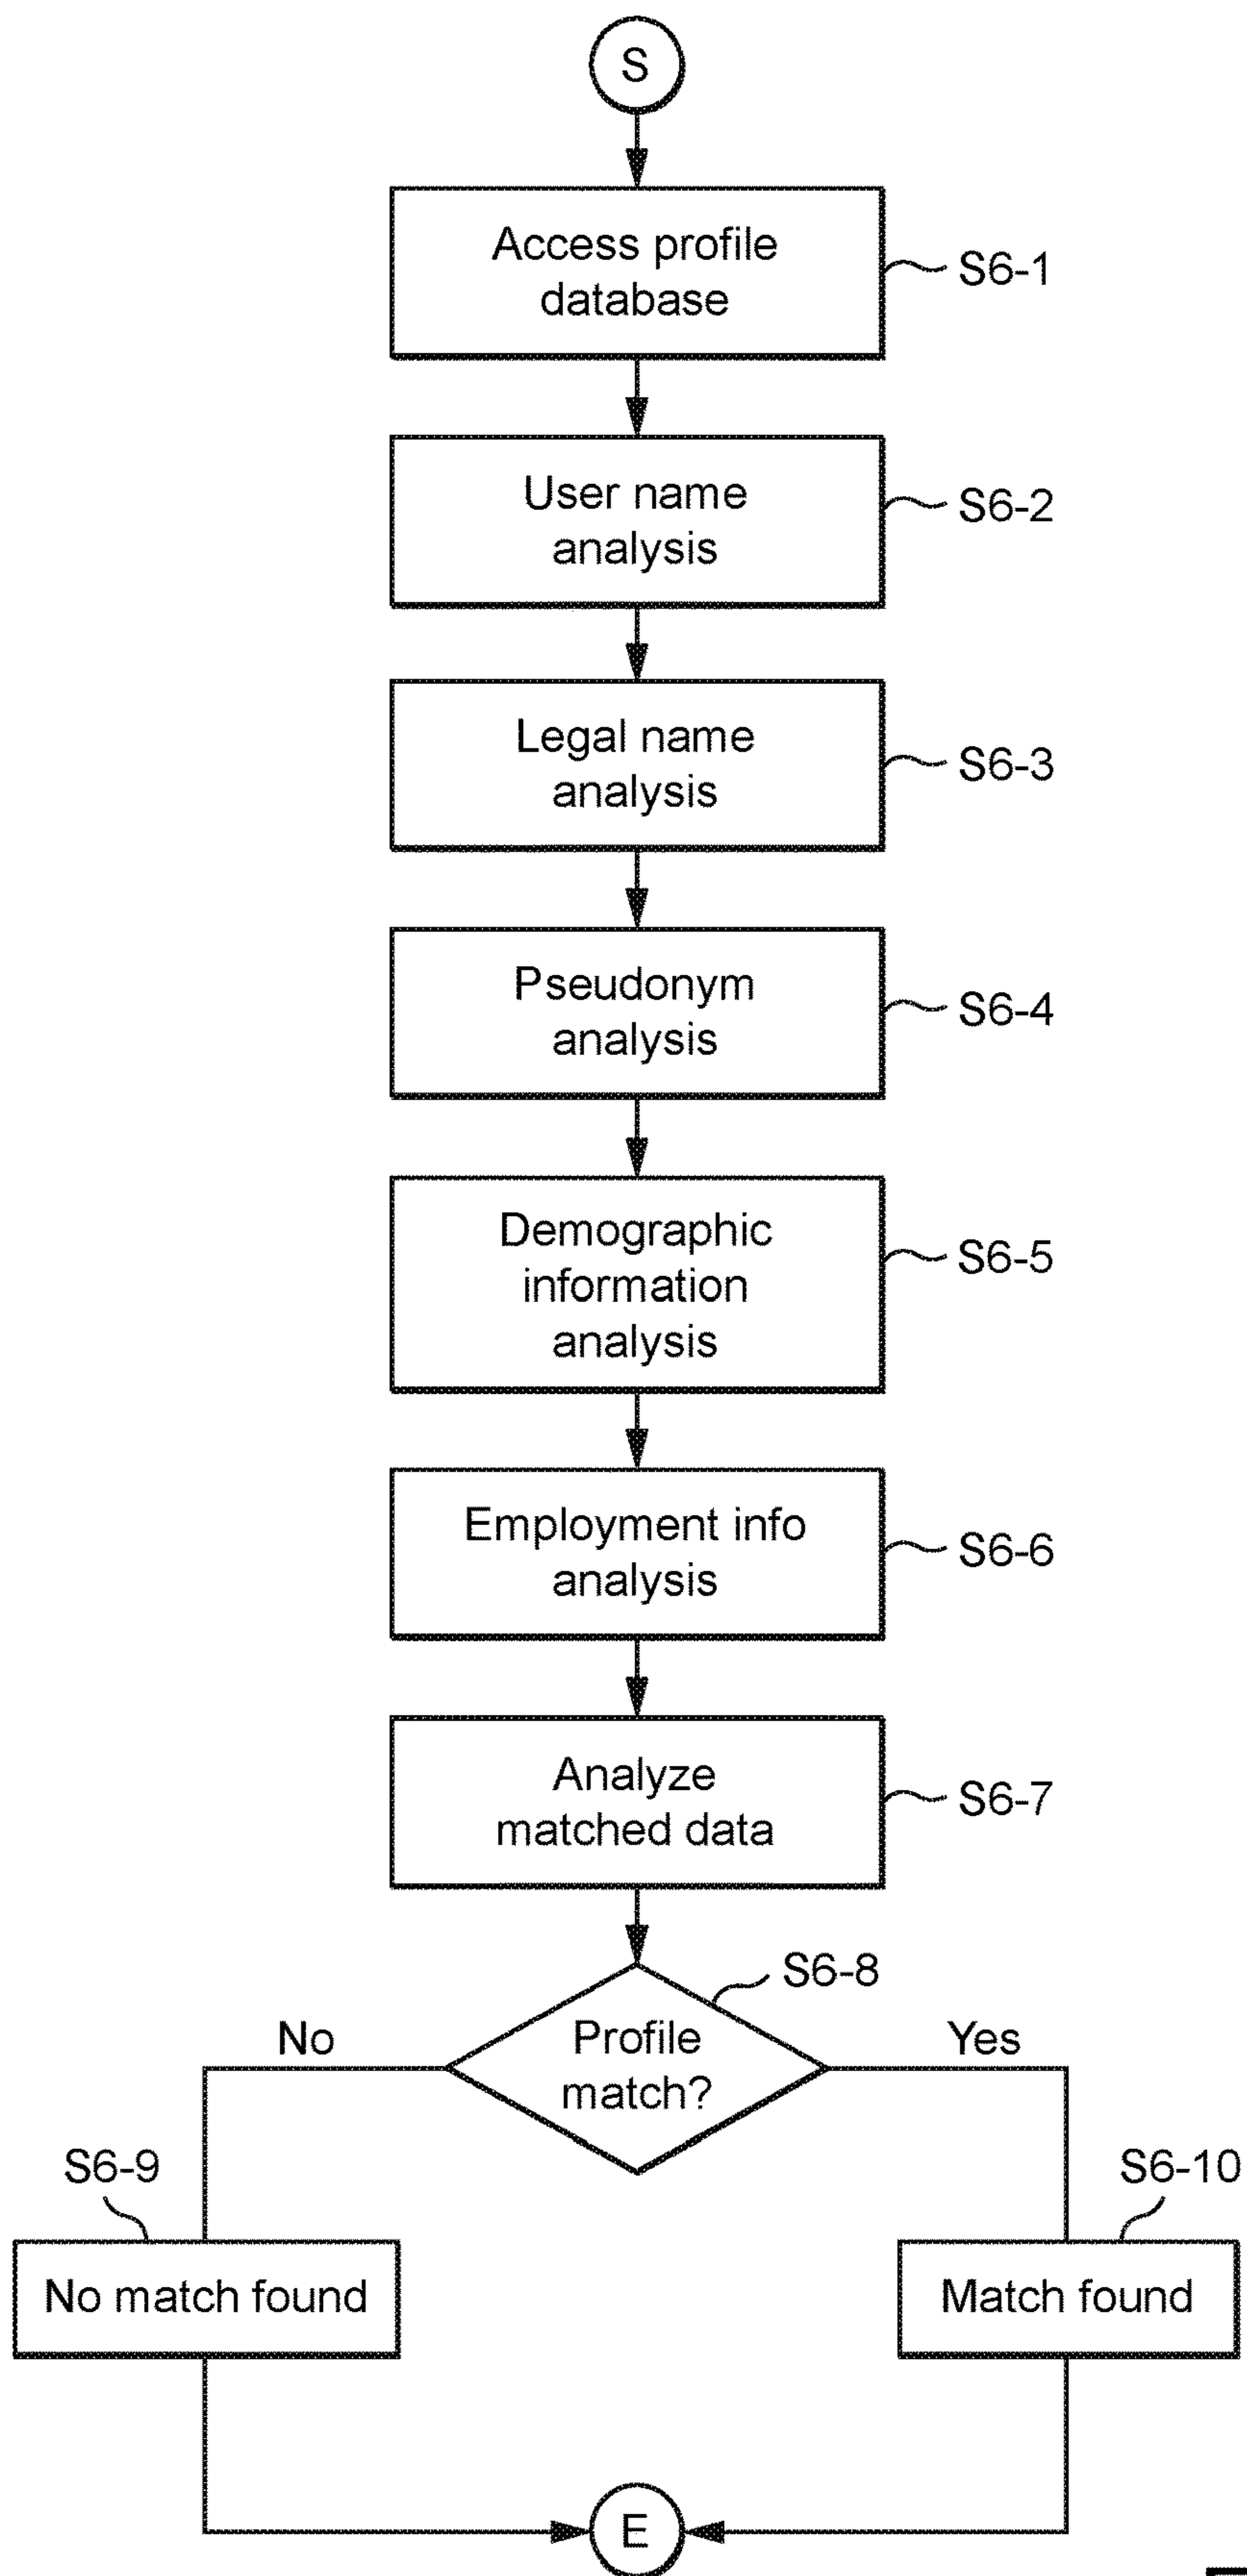 S
Access profile
database
S6-1
User name
analysis
S6-2
Legal name
analysis
S6-3
Pseudonym
analysis
S6-4
Demographic
information
analysis
S6-5
Employment info
analysis
S6-6
Analyze
matched data
S6-7
S6-8
Profile
match?
No
Yes
S6-9
S6-10
No match found
Match found
E